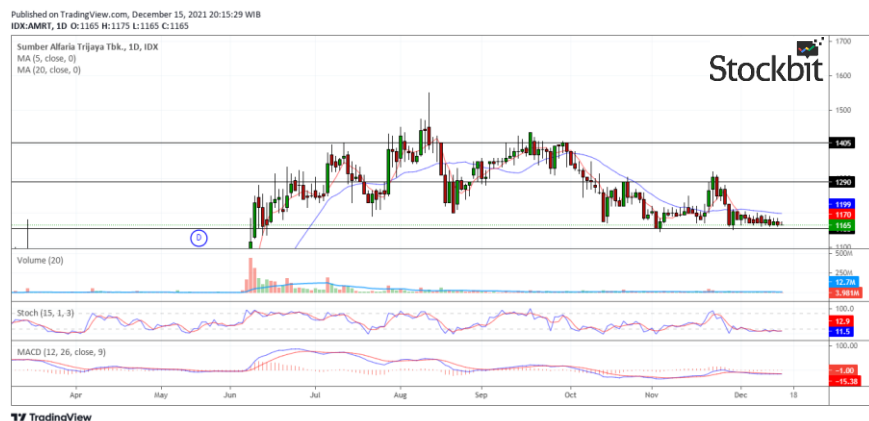 Published on TradingView.com, December 15, 2021 20:15:29 WIB
IDX:AMRT, 1D O:1165 H:1175 L:1165 C:1165
Sumber Alfaria Trijaya Tbk., 1D, IDX
MA (5, close, 0)
MA (20, close, 0)
Stockbit
1700
1600
1500
1405
1290
1199
1170
1165
Volume (20)
500M
250M
12.7M
3.981M
Stoch (15, 1, 3)
100.0
12.9
11.5
MACD (12, 26, close, 9)
100.00
-1.00
-15.38
Apr May Jun Jul Aug Sep Oct Nov Dec 18
TradingView